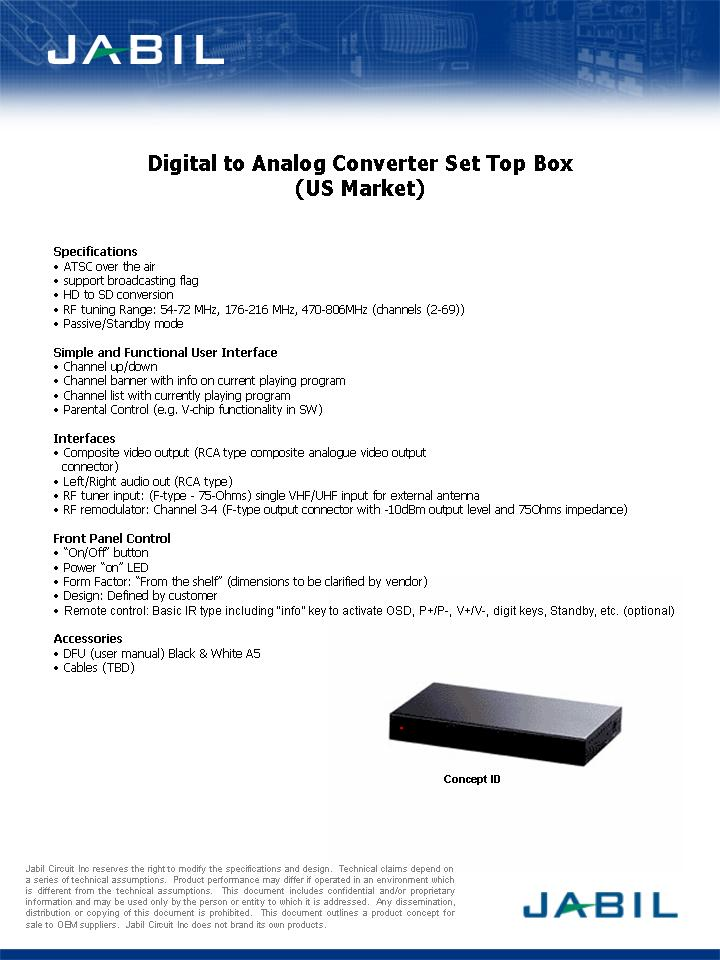 JABIL
Digital to Analog Converter Set Top Box
(US Market)
Specifications
• ATSC over the air
• support broadcasting flag
• HD to SD conversion
• RF tuning Range: 54-72 MHz, 176-216 MHz, 470-806MHz (channels (2-69))
• Passive/Standby mode
Simple and Functional User Interface
• Channel up/down
• Channel banner with info on current playing program
• Channel list with currently playing program
• Parental Control (e.g. V-chip functionality in SW)
Interfaces
• Composite video output (RCA type composite analogue video output
connector)
• Left/Right audio out (RCA type)
• RF tuner input: (F-type - 75-Ohms) single VHF/UHF input for external antenna
• RF remodulator: Channel 3-4 (F-type output connector with -10dBm output level and 75Ohms impedance)
Front Panel Control
• “On/Off” button
• Power “on” LED
• Form Factor: “From the shelf” (dimensions to be clarified by vendor)
• Design: Defined by customer
• Remote control: Basic IR type including "info" key to activate OSD, P+/P-, V+/V-, digit keys, Standby, etc. (optional)
Accessories
• DFU (user manual) Black & White A5
• Cables (TBD)
Concept ID
Jabil Circuit Inc reserves the right to modify the specifications and design. Technical claims depend on
a series of technical assumptions. Product performance may differ if operated in an environment which
is different from the technical assumptions. This document includes confidential and/or proprietary
information and may be used only by the person or entity to which it is addressed. Any dissemination,
distribution or copying of this document is prohibited. This document outlines a product concept for
sale to OEM suppliers. Jabil Circuit Inc does not brand its own products.
JABIL